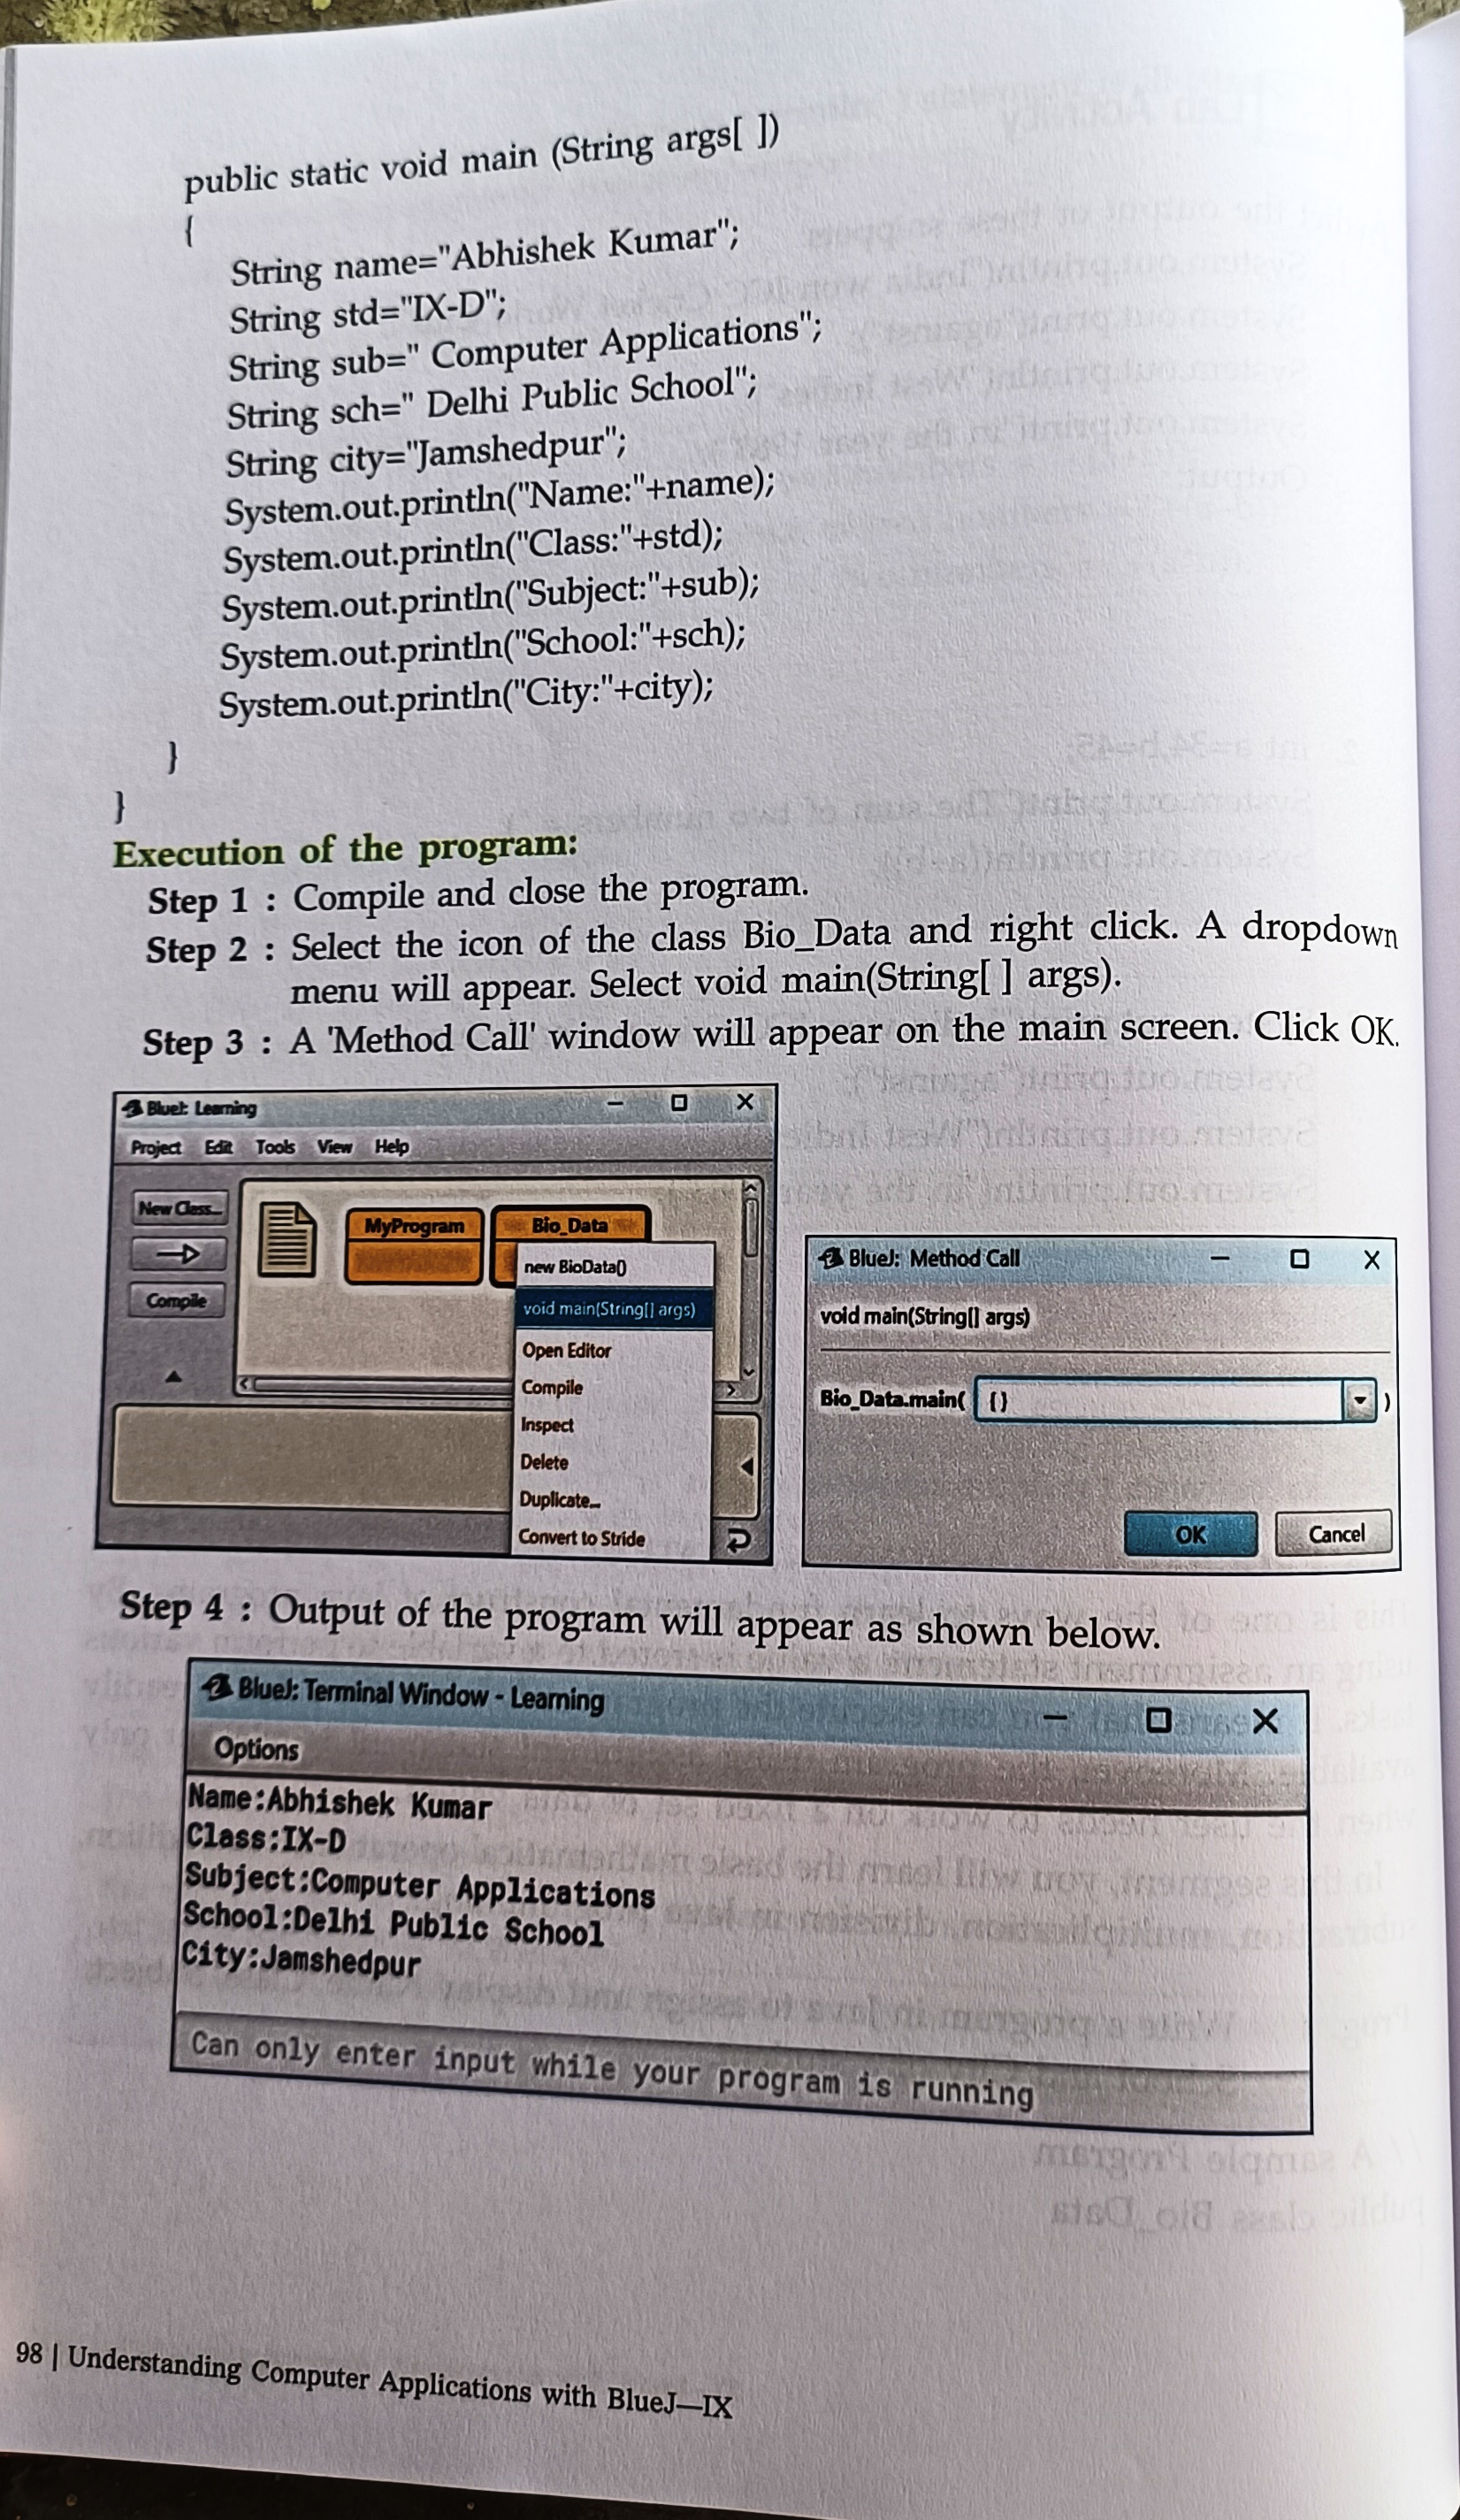 public static void main (String args[ ])
{
String name="Abhishek Kumar";
String std="IX-D";
String sub=" Computer Applications";
String sch=" Delhi Public School";
String city="Jamshedpur";
System.out.println("Name:"+name);
System.out.println("Class:"+std);
System.out.println("Subject:"+sub);
System.out.println("School:"+sch);
System.out.println("City:"+city);
}
}
Execution of the program:
Step 1 : Compile and close the program.
Step 2 : Select the icon of the class Bio_Data and right click. A dropdown
menu will appear. Select void main(String[ ] args).
Step 3 : A 'Method Call' window will appear on the main screen. Click OK.
BlueJ: Learning
Project Edit Tools View Help
New Class...
MyProgram
Bio_Data
Compile
new BioData()
void main(String[] args)
Open Editor
Compile
Inspect
Delete
Duplicate...
Convert to Stride
BlueJ: Method Call
void main(String[] args)
Bio_Data.main( {} )
OK Cancel
Step 4 : Output of the program will appear as shown below.
BlueJ: Terminal Window - Learning
Options
Name:Abhishek Kumar
Class:IX-D
Subject:Computer Applications
School:Delhi Public School
City:Jamshedpur
Can only enter input while your program is running
98 | Understanding Computer Applications with BlueJ—IX